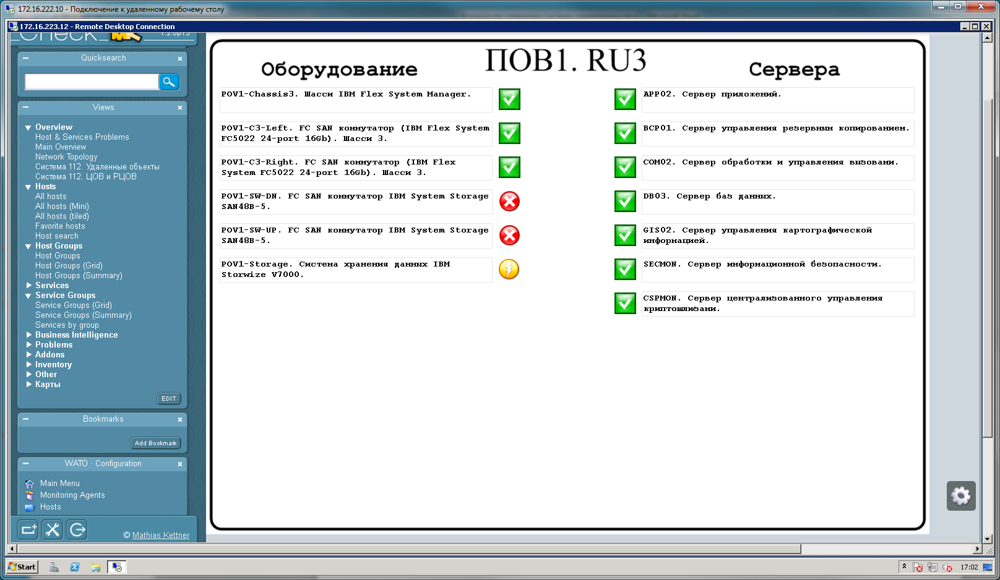 172.16.222.10 - Подключение к удаленному рабочему столу
172.16.223.12 - Remote Desktop Connection
Check
1.2.8p15
Quicksearch
Views
Overview
Host & Services Problems
Main Overview
Network Topology
Система 112. Удаленные объекты
Система 112. ЦОВ и РЦОВ
Hosts
All hosts
All hosts (Mini)
All hosts (tiled)
Favorite hosts
Host search
Host Groups
Host Groups
Host Groups (Grid)
Host Groups (Summary)
Services
Service Groups
Service Groups (Grid)
Service Groups (Summary)
Services by group
Business Intelligence
Problems
Addons
Inventory
Other
Карты
EDIT
Bookmarks
Add Bookmark
WATO · Configuration
Main Menu
Monitoring Agents
Hosts
© Mathias Kettner
ПОВ1. RU3
Оборудование
POV1-Chassis3. Шасси IBM Flex System Manager.
POV1-C3-Left. FC SAN коммутатор (IBM Flex System
FC5022 24-port 16Gb). Шасси 3.
POV1-C3-Right. FC SAN коммутатор (IBM Flex
System FC5022 24-port 16Gb). Шасси 3.
POV1-SW-DN. FC SAN коммутатор IBM System Storage
SAN48B-5.
POV1-SW-UP. FC SAN коммутатор IBM System Storage
SAN48B-5.
POV1-Storage. Система хранения данных IBM
Storwize V7000.
Сервера
APP02. Сервер приложений.
BCP01. Сервер управления резервным копированием.
COM02. Сервер обработки и управления вызовами.
DB03. Сервер баз данных.
GIS02. Сервер управления картографической
информацией.
SECMON. Сервер информационной безопасности.
CSPMON. Сервер централизованного управления
криптошлюзами.
Start
17:02